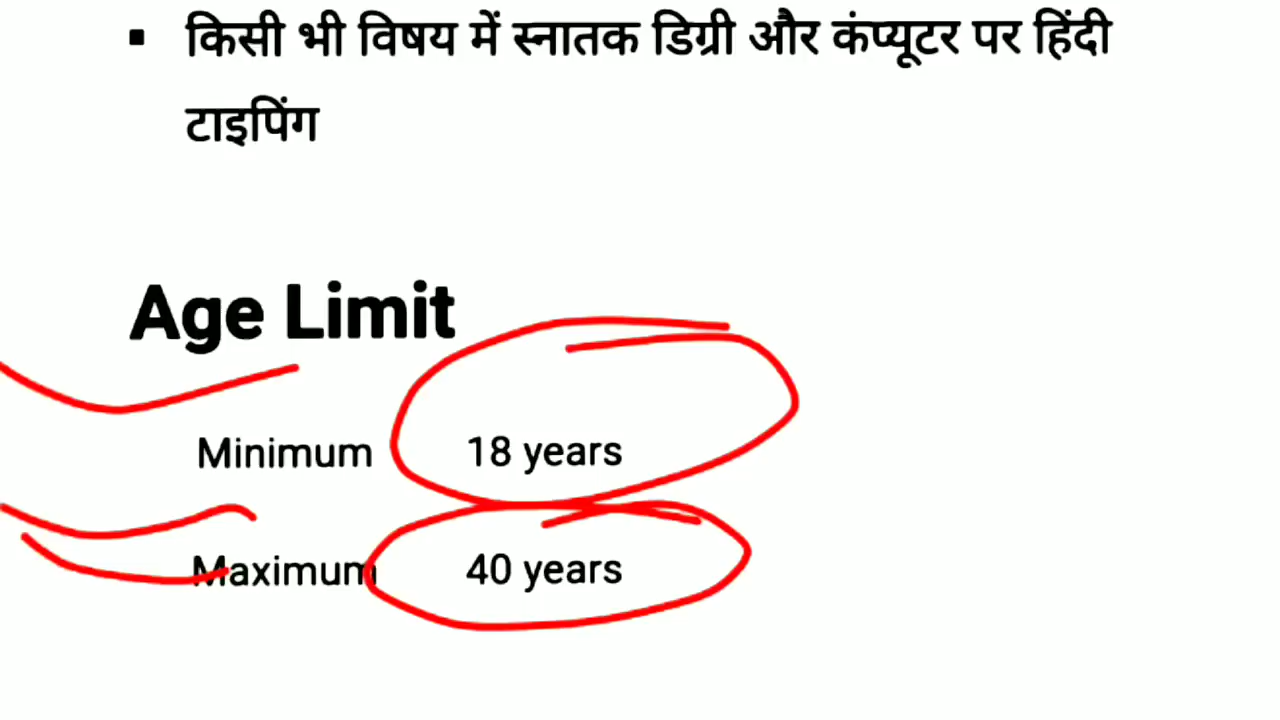 ▪ किसी भी विषय में स्नातक डिग्री और कंप्यूटर पर हिंदी
टाइपिंग
Age Limit
Minimum 18 years
Maximum 40 years